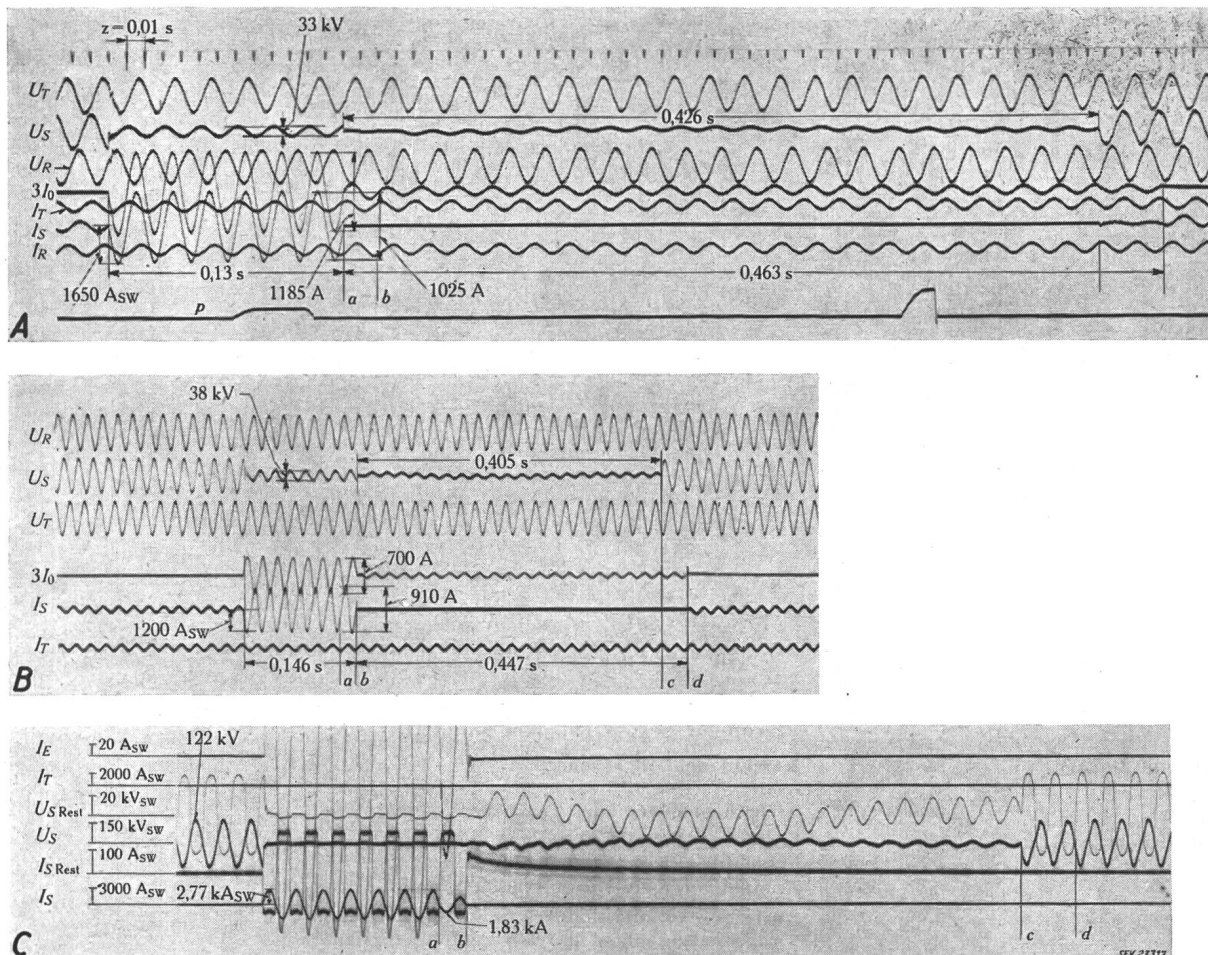 z = 0,01 s
33 kV
U_T
0,426 s
U_S
U_R
3I_0
I_T
I_S
I_R
0,13 s
0,463 s
1650 A_SW
1185 A
a
b
1025 A
p
A
38 kV
U_R
0,405 s
U_S
U_T
700 A
3I_0
910 A
I_S
1200 A_SW
I_T
0,146 s
a
b
0,447 s
c
d
B
I_E
20 A_SW
122 kV
I_T
2000 A_SW
U_S Rest
20 kV_SW
U_S
150 kV_SW
I_S Rest
100 A_SW
I_S
3000 A_SW
2,77 kA_SW
1,83 kA
a
b
c
d
C